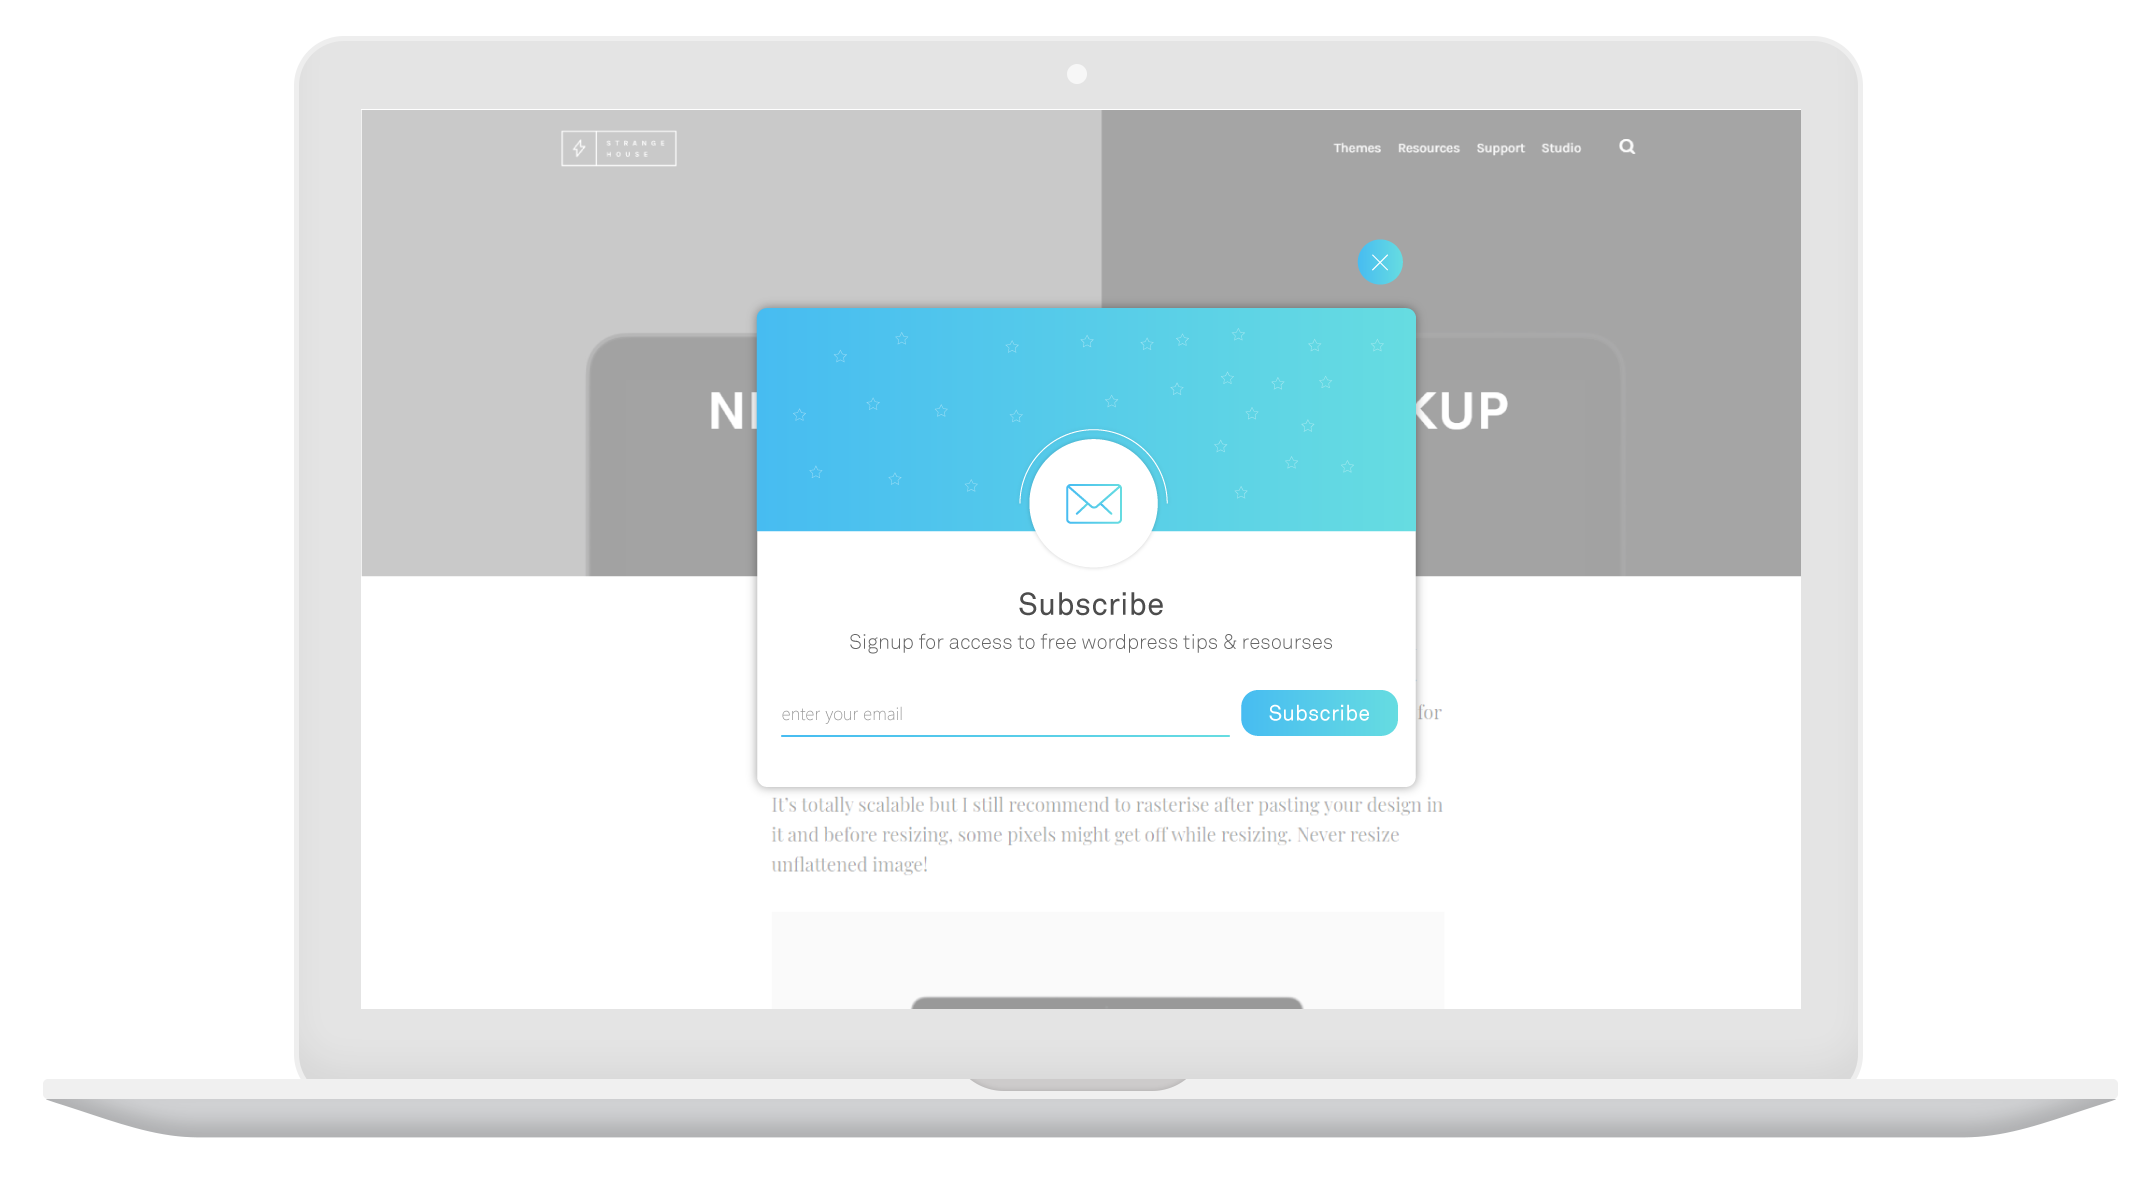 STRANGE
HOUSE
Themes Resources Support Studio
KUP
Subscribe
Signup for access to free wordpress tips & resourses
enter your email
Subscribe
for
It's totally scalable but I still recommend to rasterise after pasting your design in
it and before resizing, some pixels might get off while resizing. Never resize
unflattened image!